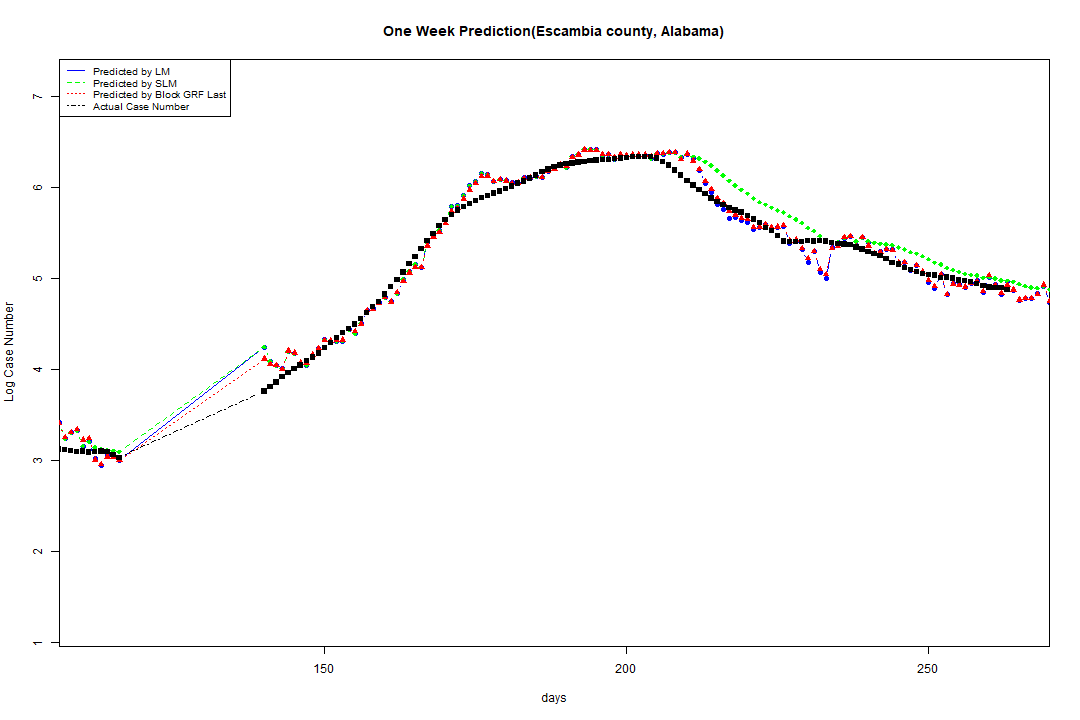 One Week Prediction(Escambia county, Alabama)
Predicted by LM
Predicted by SLM
Predicted by Block GRF Last
Actual Case Number
7
6
5
4
3
2
1
Log Case Number
150
200
250
days